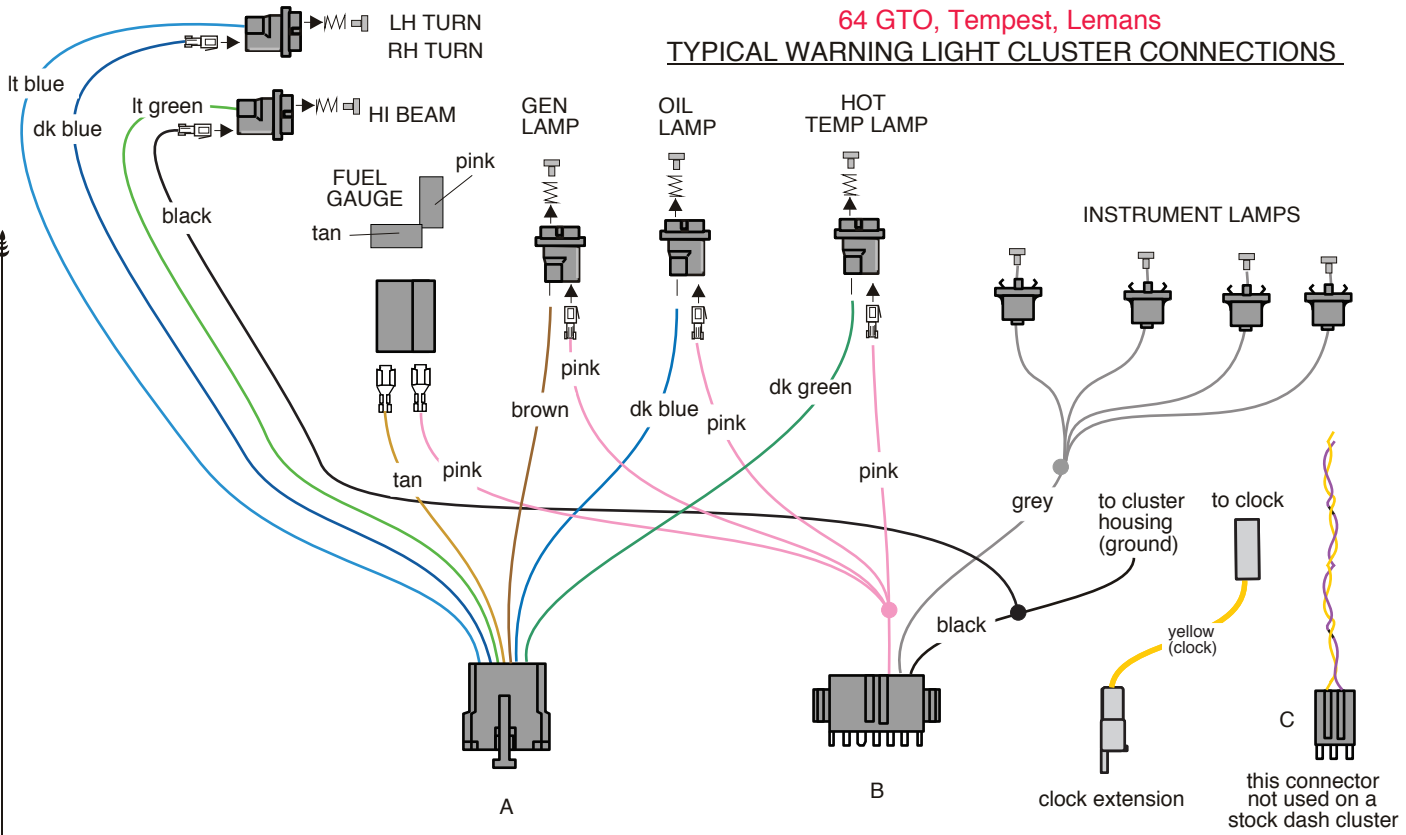 64 GTO, Tempest, Lemans
TYPICAL WARNING LIGHT CLUSTER CONNECTIONS
LH TURN
RH TURN
lt blue
dk blue
lt green
HI BEAM
black
FUEL
GAUGE
pink
tan
GEN
LAMP
OIL
LAMP
HOT
TEMP LAMP
INSTRUMENT LAMPS
pink
brown
dk blue
pink
dk green
tan
pink
pink
grey
to cluster
housing
(ground)
to clock
black
yellow
(clock)
A
B
clock extension
C
this connector
not used on a
stock dash cluster